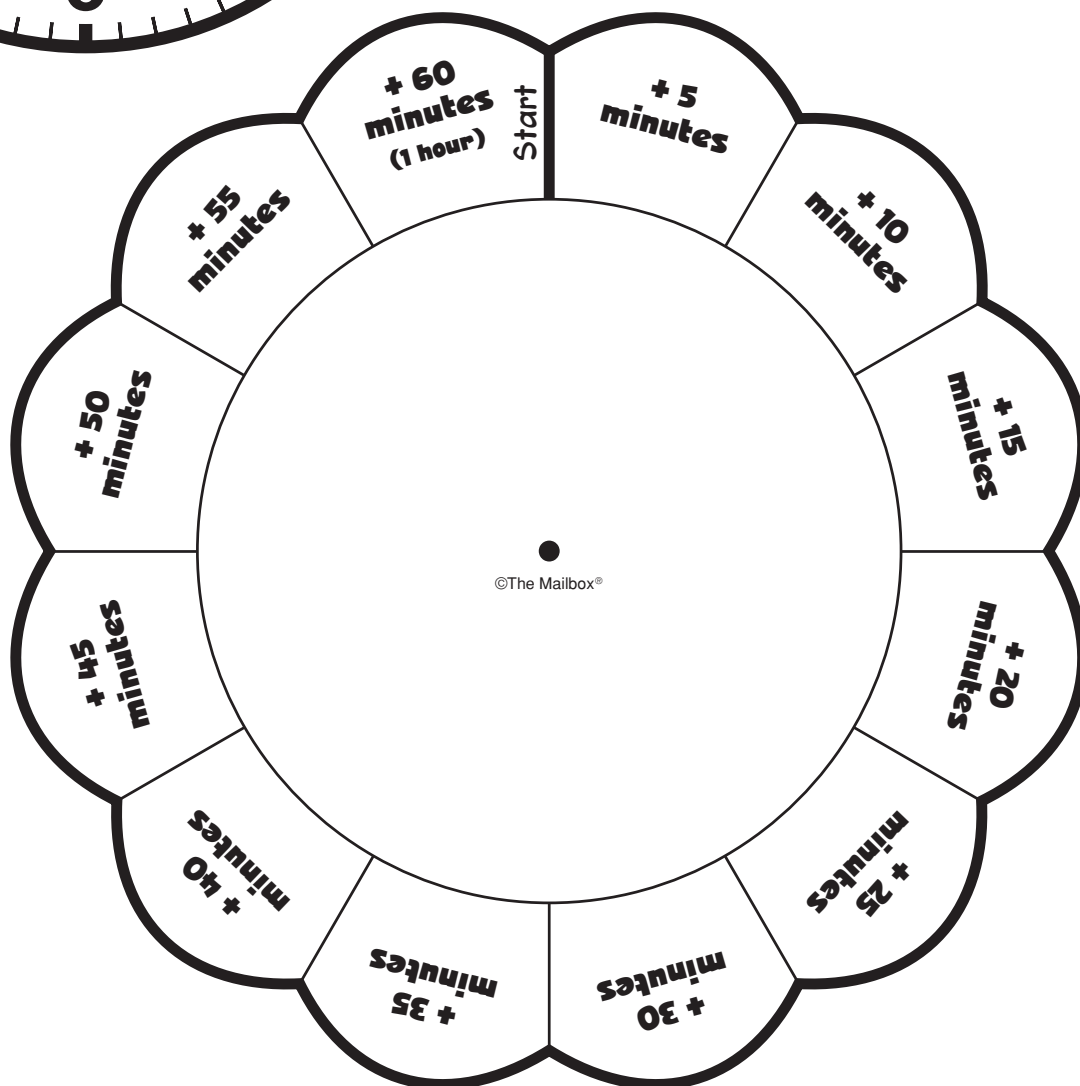 Start
+ 5
minutes
+ 10
minutes
+ 15
minutes
+ 20
minutes
+ 25
minutes
+ 30
minutes
+ 35
minutes
+ 40
minutes
+ 45
minutes
+ 50
minutes
+ 55
minutes
+ 60
minutes
(1 hour)
©The Mailbox®